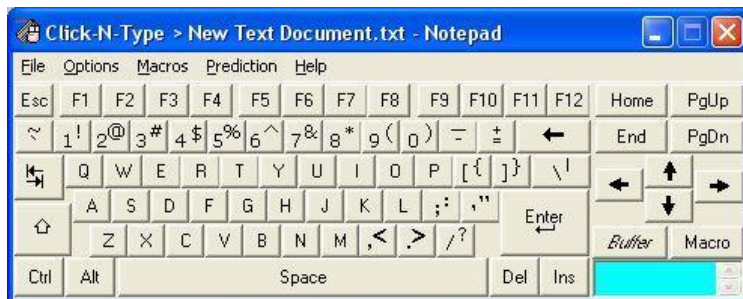 Click-N-Type > New Text Document.txt - Notepad
File Options Macros Prediction Help
Esc F1 F2 F3 F4 F5 F6 F7 F8 F9 F10 F11 F12 Home PgUp
~ 1! 2@ 3# 4$ 5% 6^ 7& 8* 9( 0) - ± ← End PgDn
Q W E R T Y U I O P [{ ]} \|
A S D F G H J K L ;: '" Enter
Z X C V B N M ,< .> /? Buffer Macro
Ctrl Alt Space Del Ins